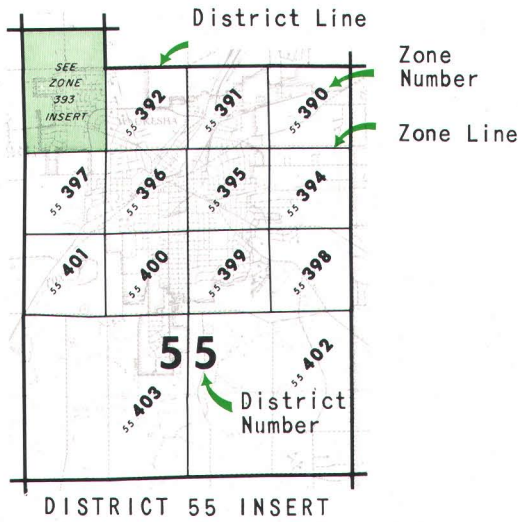 District Line
SEE
ZONE
393
INSERT
55 392
55 391
55 390
Zone
Number
Zone Line
55 397
55 396
55 395
55 394
55 401
55 400
55 399
55 398
55
55 403
55 402
District
Number
DISTRICT 55 INSERT